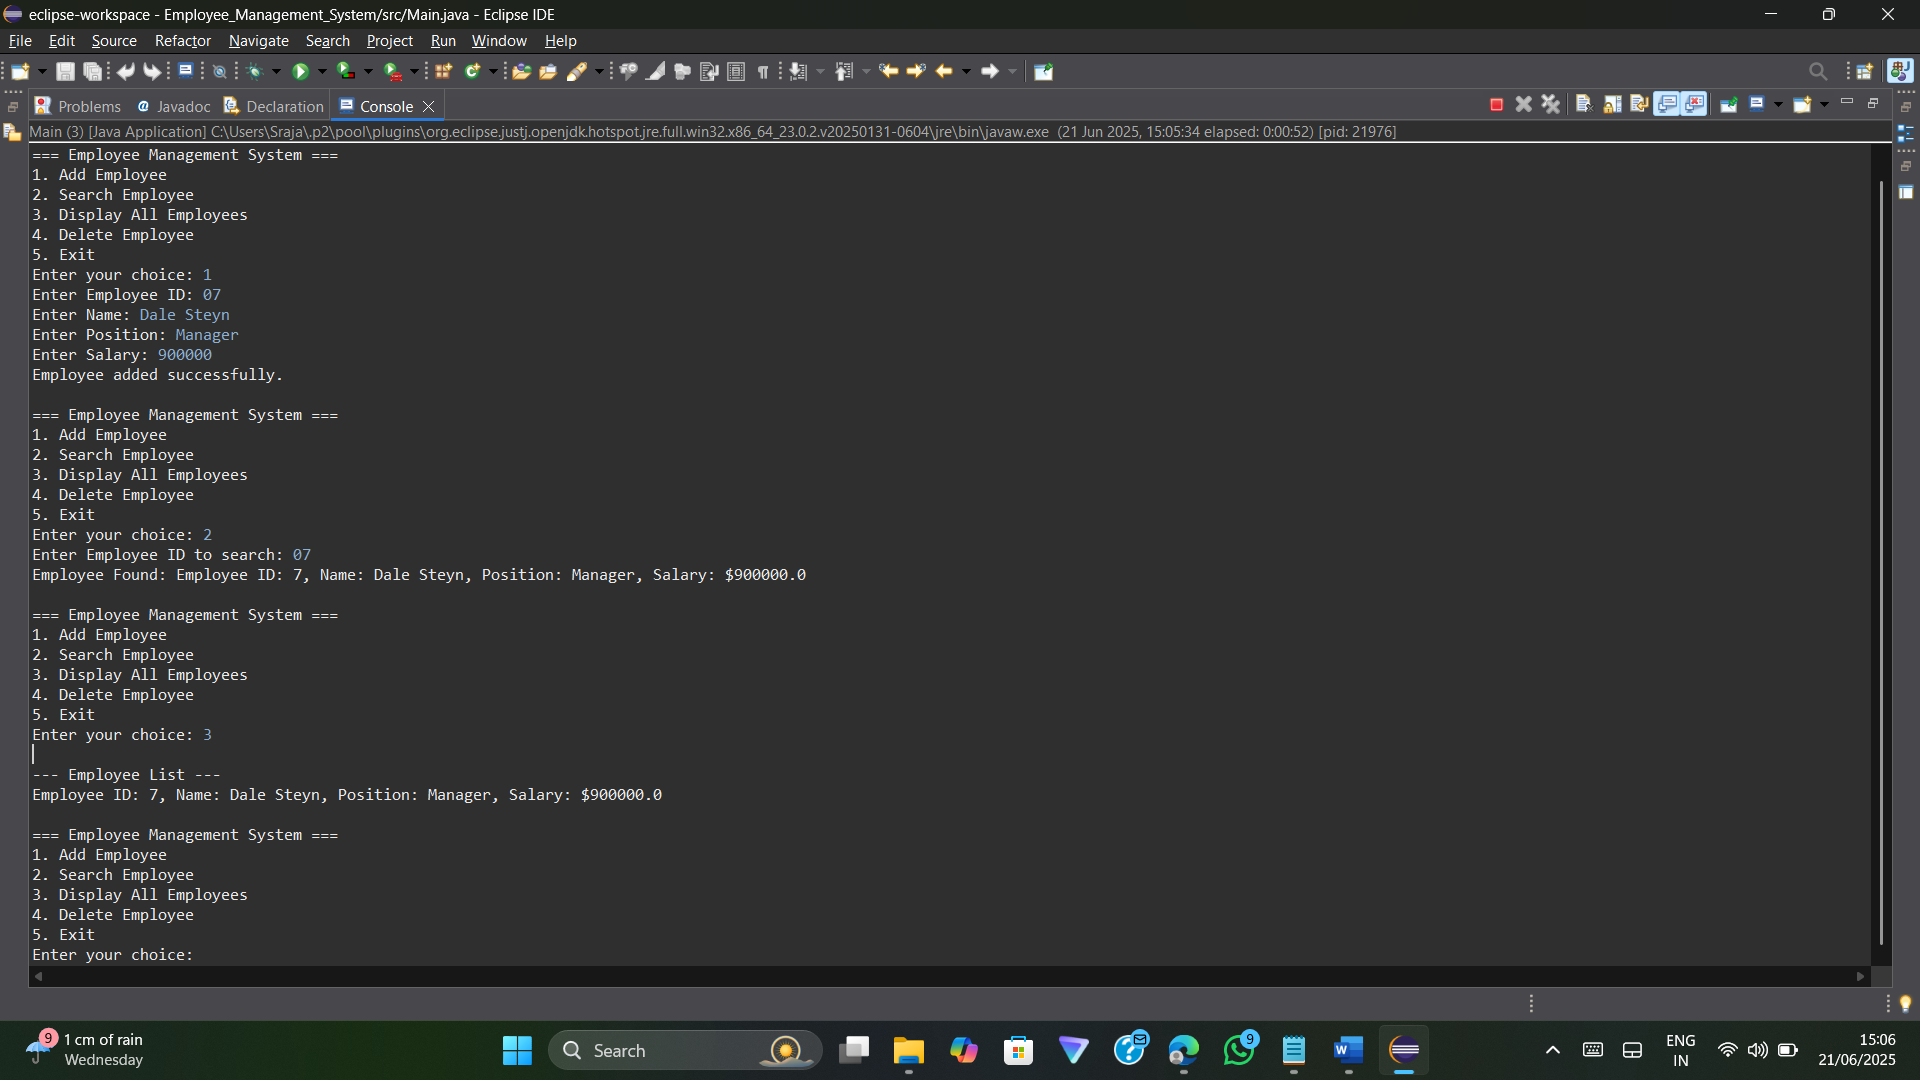 eclipse-workspace - Employee_Management_System/src/Main.java - Eclipse IDE
File Edit Source Refactor Navigate Search Project Run Window Help
Problems @ Javadoc Declaration Console
Main (3) [Java Application] C:\Users\Sraja\.p2\pool\plugins\org.eclipse.justj.openjdk.hotspot.jre.full.win32.x86_64_23.0.2.v20250131-0604\jre\bin\javaw.exe (21 Jun 2025, 15:05:34 elapsed: 0:00:52) [pid: 21976]
=== Employee Management System ===
1. Add Employee
2. Search Employee
3. Display All Employees
4. Delete Employee
5. Exit
Enter your choice: 1
Enter Employee ID: 07
Enter Name: Dale Steyn
Enter Position: Manager
Enter Salary: 900000
Employee added successfully.
=== Employee Management System ===
1. Add Employee
2. Search Employee
3. Display All Employees
4. Delete Employee
5. Exit
Enter your choice: 2
Enter Employee ID to search: 07
Employee Found: Employee ID: 7, Name: Dale Steyn, Position: Manager, Salary: $900000.0
=== Employee Management System ===
1. Add Employee
2. Search Employee
3. Display All Employees
4. Delete Employee
5. Exit
Enter your choice: 3
--- Employee List ---
Employee ID: 7, Name: Dale Steyn, Position: Manager, Salary: $900000.0
=== Employee Management System ===
1. Add Employee
2. Search Employee
3. Display All Employees
4. Delete Employee
5. Exit
Enter your choice:
9 1 cm of rain
Wednesday
Search
9
ENG
IN
15:06
21/06/2025